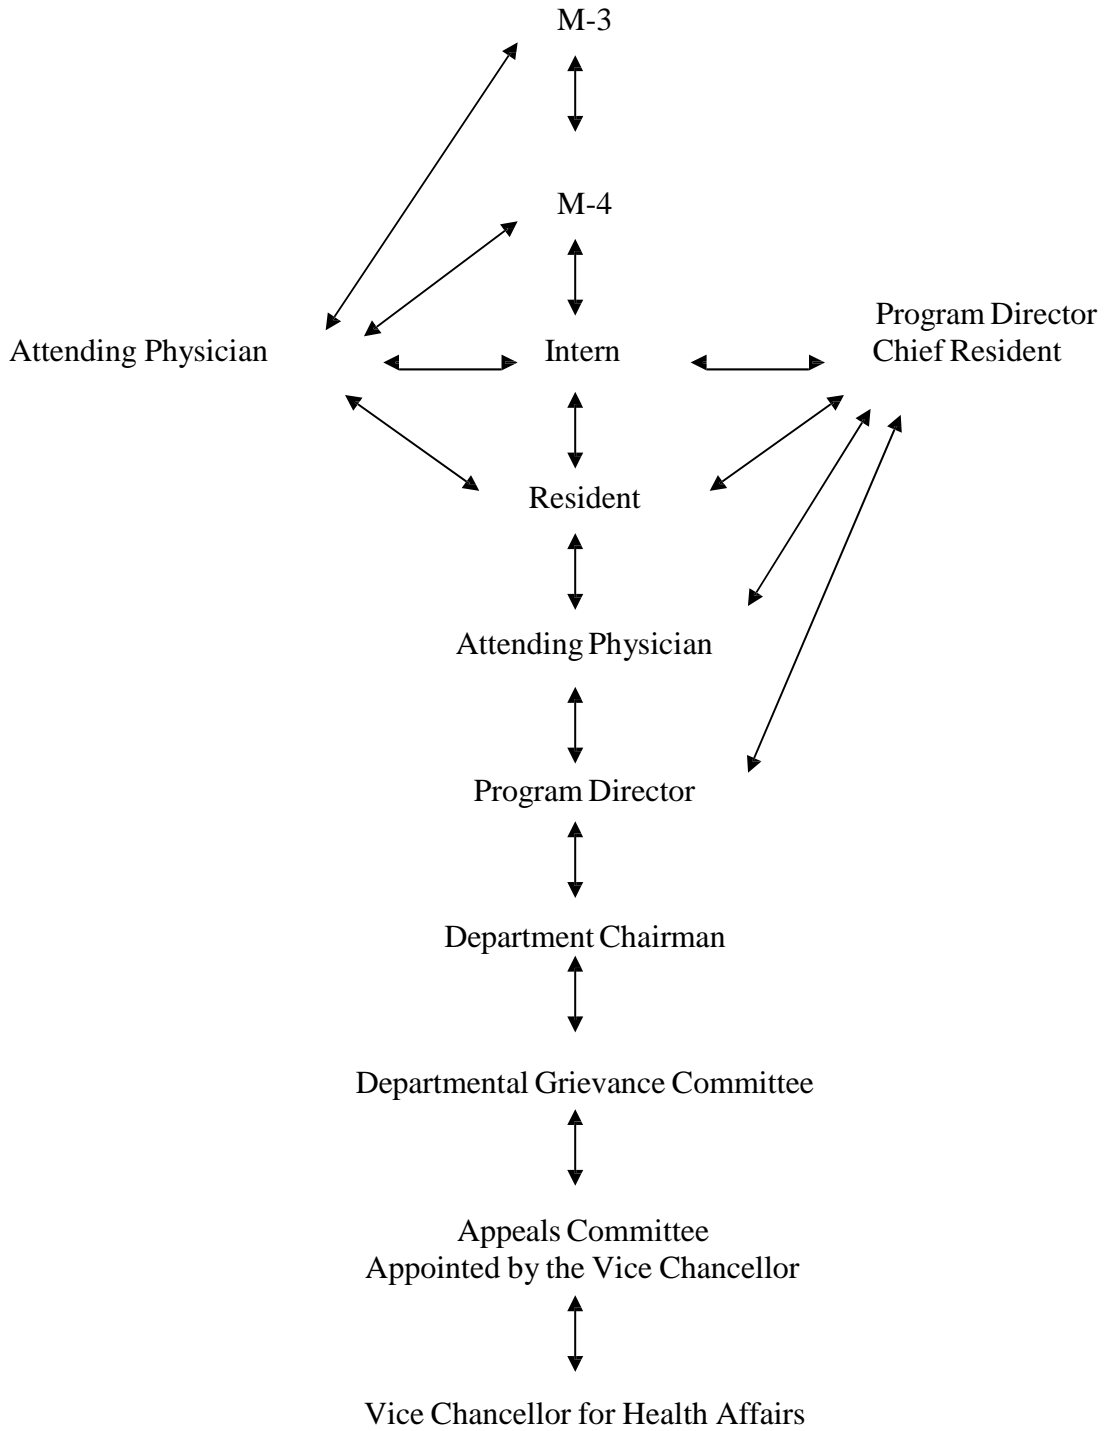 M-3
M-4
Program Director
Attending Physician
Intern
Chief Resident
Resident
Attending Physician
Program Director
Department Chairman
Departmental Grievance Committee
Appeals Committee
Appointed by the Vice Chancellor
Vice Chancellor for Health Affairs